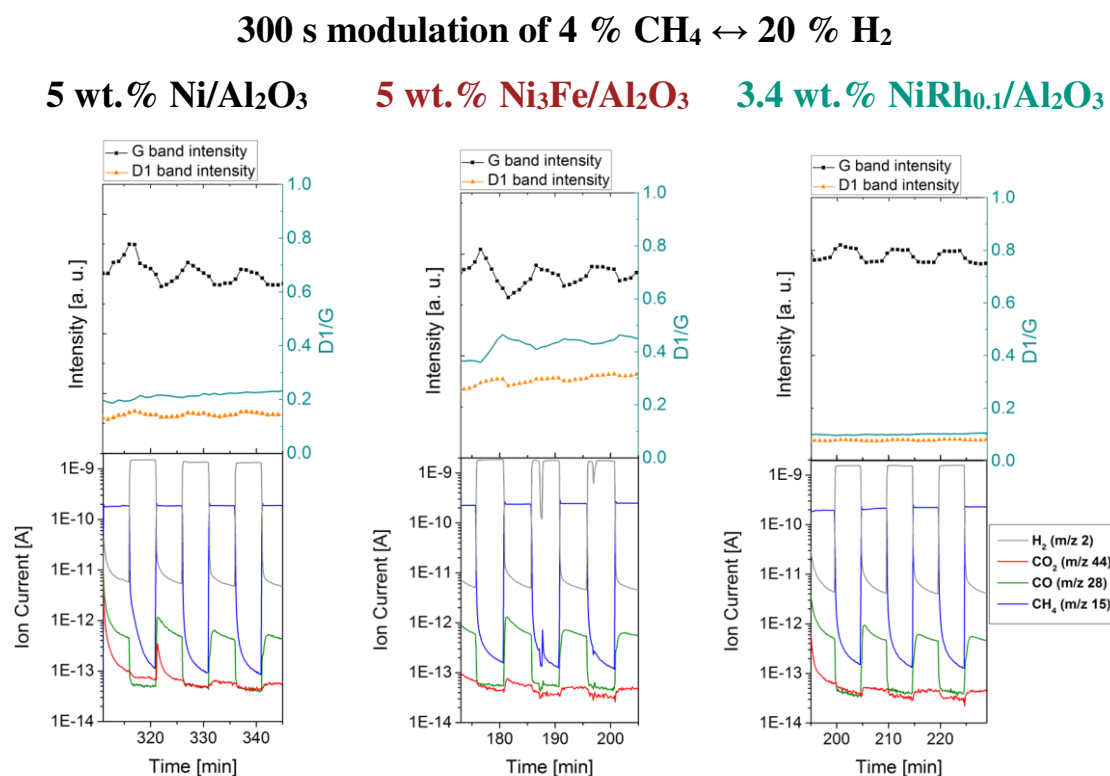 300 s modulation of 4 % CH₄ ↔ 20 % H₂
5 wt.% Ni/Al₂O₃
5 wt.% Ni₃Fe/Al₂O₃
3.4 wt.% NiRh₀.₁/Al₂O₃
G band intensity
D1 band intensity
Intensity [a. u.]
1.0
0.8
0.6
0.4
0.2
0.0
D1/G
G band intensity
D1 band intensity
Intensity [a. u.]
1.0
0.8
0.6
0.4
0.2
0.0
D1/G
G band intensity
D1 band intensity
Intensity [a. u.]
1.0
0.8
0.6
0.4
0.2
0.0
D1/G
Ion Current [A]
1E-9
1E-10
1E-11
1E-12
1E-13
1E-14
320 330 340
Time [min]
Ion Current [A]
1E-9
1E-10
1E-11
1E-12
1E-13
1E-14
180 190 200
Time [min]
Ion Current [A]
1E-9
1E-10
1E-11
1E-12
1E-13
1E-14
200 210 220
Time [min]
H₂ (m/z 2)
CO₂ (m/z 44)
CO (m/z 28)
CH₄ (m/z 15)